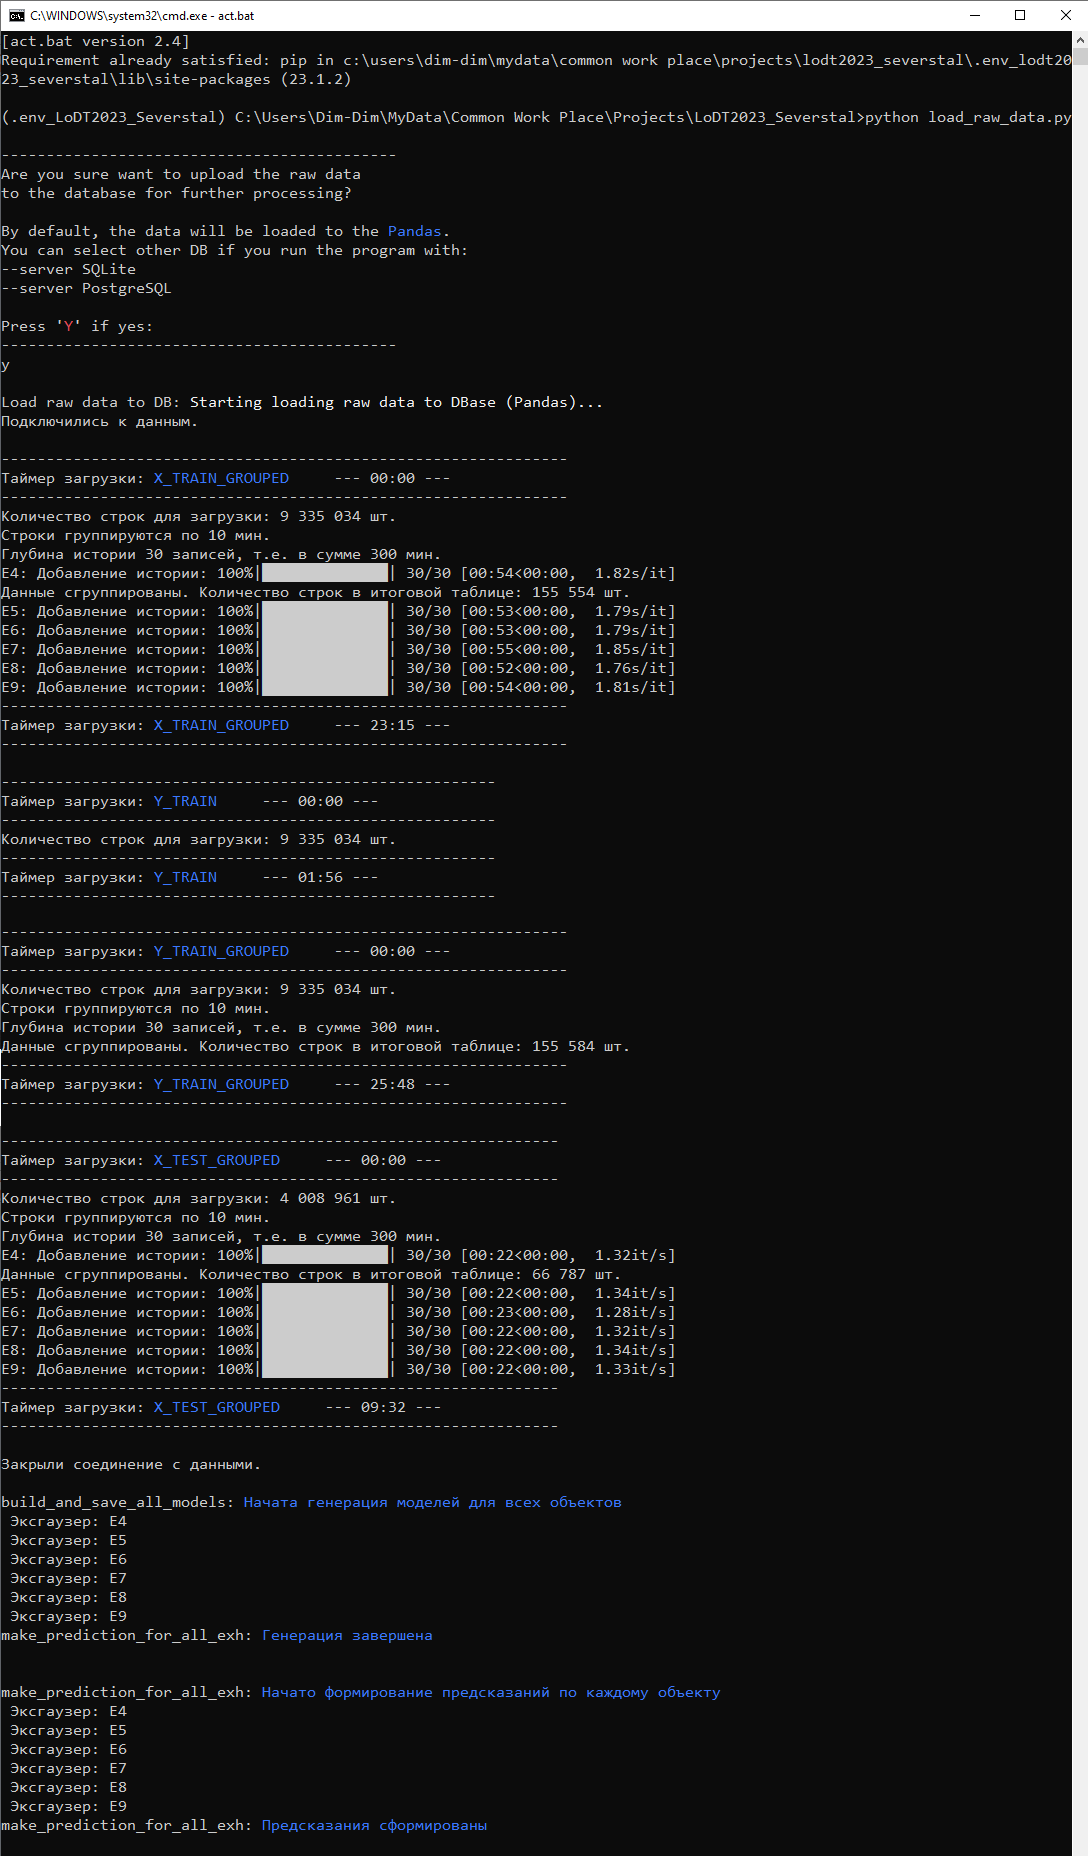 C:\WINDOWS\system32\cmd.exe - act.bat
[act.bat version 2.4]
Requirement already satisfied: pip in c:\users\dim-dim\mydata\common work place\projects\lodt2023_severstal\.env_lodt20
23_severstal\lib\site-packages (23.1.2)
(.env_LoDT2023_Severstal) C:\Users\Dim-Dim\MyData\Common Work Place\Projects\LoDT2023_Severstal>python load_raw_data.py
--------------------------------------------
Are you sure want to upload the raw data
to the database for further processing?
By default, the data will be loaded to the Pandas.
You can select other DB if you run the program with:
--server SQLite
--server PostgreSQL
Press 'Y' if yes:
--------------------------------------------
y
Load raw data to DB: Starting loading raw data to DBase (Pandas)...
Подключились к данным.
---------------------------------------------------------------
Таймер загрузки: X_TRAIN_GROUPED     --- 00:00 ---
---------------------------------------------------------------
Количество строк для загрузки: 9 335 034 шт.
Строки группируются по 10 мин.
Глубина истории 30 записей, т.е. в сумме 300 мин.
E4: Добавление истории: 100%|██████████████| 30/30 [00:54<00:00,  1.82s/it]
Данные сгруппированы. Количество строк в итоговой таблице: 155 554 шт.
E5: Добавление истории: 100%|██████████████| 30/30 [00:53<00:00,  1.79s/it]
E6: Добавление истории: 100%|██████████████| 30/30 [00:53<00:00,  1.79s/it]
E7: Добавление истории: 100%|██████████████| 30/30 [00:55<00:00,  1.85s/it]
E8: Добавление истории: 100%|██████████████| 30/30 [00:52<00:00,  1.76s/it]
E9: Добавление истории: 100%|██████████████| 30/30 [00:54<00:00,  1.81s/it]
---------------------------------------------------------------
Таймер загрузки: X_TRAIN_GROUPED     --- 23:15 ---
---------------------------------------------------------------
-------------------------------------------------------
Таймер загрузки: Y_TRAIN     --- 00:00 ---
-------------------------------------------------------
Количество строк для загрузки: 9 335 034 шт.
-------------------------------------------------------
Таймер загрузки: Y_TRAIN     --- 01:56 ---
-------------------------------------------------------
---------------------------------------------------------------
Таймер загрузки: Y_TRAIN_GROUPED     --- 00:00 ---
---------------------------------------------------------------
Количество строк для загрузки: 9 335 034 шт.
Строки группируются по 10 мин.
Глубина истории 30 записей, т.е. в сумме 300 мин.
Данные сгруппированы. Количество строк в итоговой таблице: 155 584 шт.
---------------------------------------------------------------
Таймер загрузки: Y_TRAIN_GROUPED     --- 25:48 ---
---------------------------------------------------------------
--------------------------------------------------------------
Таймер загрузки: X_TEST_GROUPED     --- 00:00 ---
--------------------------------------------------------------
Количество строк для загрузки: 4 008 961 шт.
Строки группируются по 10 мин.
Глубина истории 30 записей, т.е. в сумме 300 мин.
E4: Добавление истории: 100%|██████████████| 30/30 [00:22<00:00,  1.32it/s]
Данные сгруппированы. Количество строк в итоговой таблице: 66 787 шт.
E5: Добавление истории: 100%|██████████████| 30/30 [00:22<00:00,  1.34it/s]
E6: Добавление истории: 100%|██████████████| 30/30 [00:23<00:00,  1.28it/s]
E7: Добавление истории: 100%|██████████████| 30/30 [00:22<00:00,  1.32it/s]
E8: Добавление истории: 100%|██████████████| 30/30 [00:22<00:00,  1.34it/s]
E9: Добавление истории: 100%|██████████████| 30/30 [00:22<00:00,  1.33it/s]
--------------------------------------------------------------
Таймер загрузки: X_TEST_GROUPED     --- 09:32 ---
--------------------------------------------------------------
Закрыли соединение с данными.
build_and_save_all_models: Начата генерация моделей для всех объектов
Эксгаузер: E4
Эксгаузер: E5
Эксгаузер: E6
Эксгаузер: E7
Эксгаузер: E8
Эксгаузер: E9
make_prediction_for_all_exh: Генерация завершена
make_prediction_for_all_exh: Начато формирование предсказаний по каждому объекту
Эксгаузер: E4
Эксгаузер: E5
Эксгаузер: E6
Эксгаузер: E7
Эксгаузер: E8
Эксгаузер: E9
make_prediction_for_all_exh: Предсказания сформированы